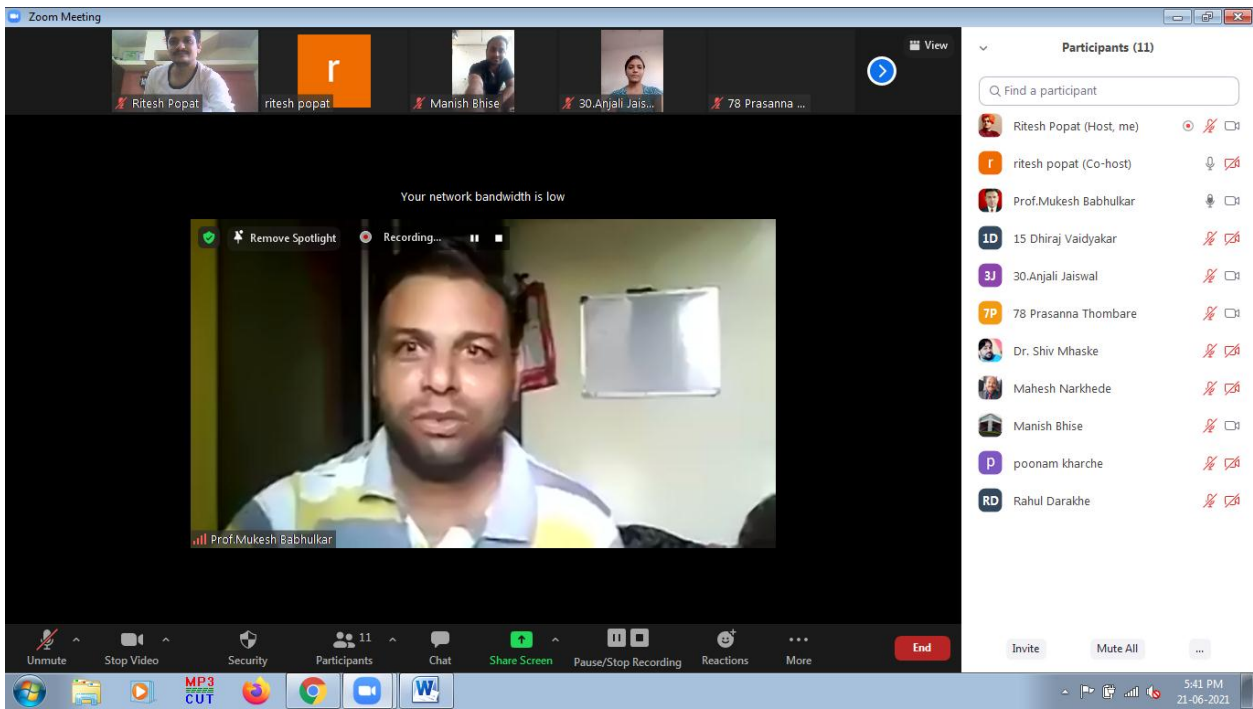 Zoom Meeting
Ritesh Popat
r
ritesh popat
Manish Bhise
30.Anjali Jais...
78 Prasanna ...
View
Your network bandwidth is low
Remove Spotlight
Recording...
Prof.Mukesh Babhulkar
Participants (11)
Find a participant
Ritesh Popat (Host, me)
r ritesh popat (Co-host)
Prof.Mukesh Babhulkar
1D 15 Dhiraj Vaidyakar
3J 30.Anjali Jaiswal
7P 78 Prasanna Thombare
Dr. Shiv Mhaske
Mahesh Narkhede
Manish Bhise
p poonam kharche
RD Rahul Darakhe
Unmute
Stop Video
Security
11
Participants
Chat
Share Screen
Pause/Stop Recording
Reactions
More
End
Invite
Mute All
...
MP3
CUT
W
5:41 PM
21-06-2021